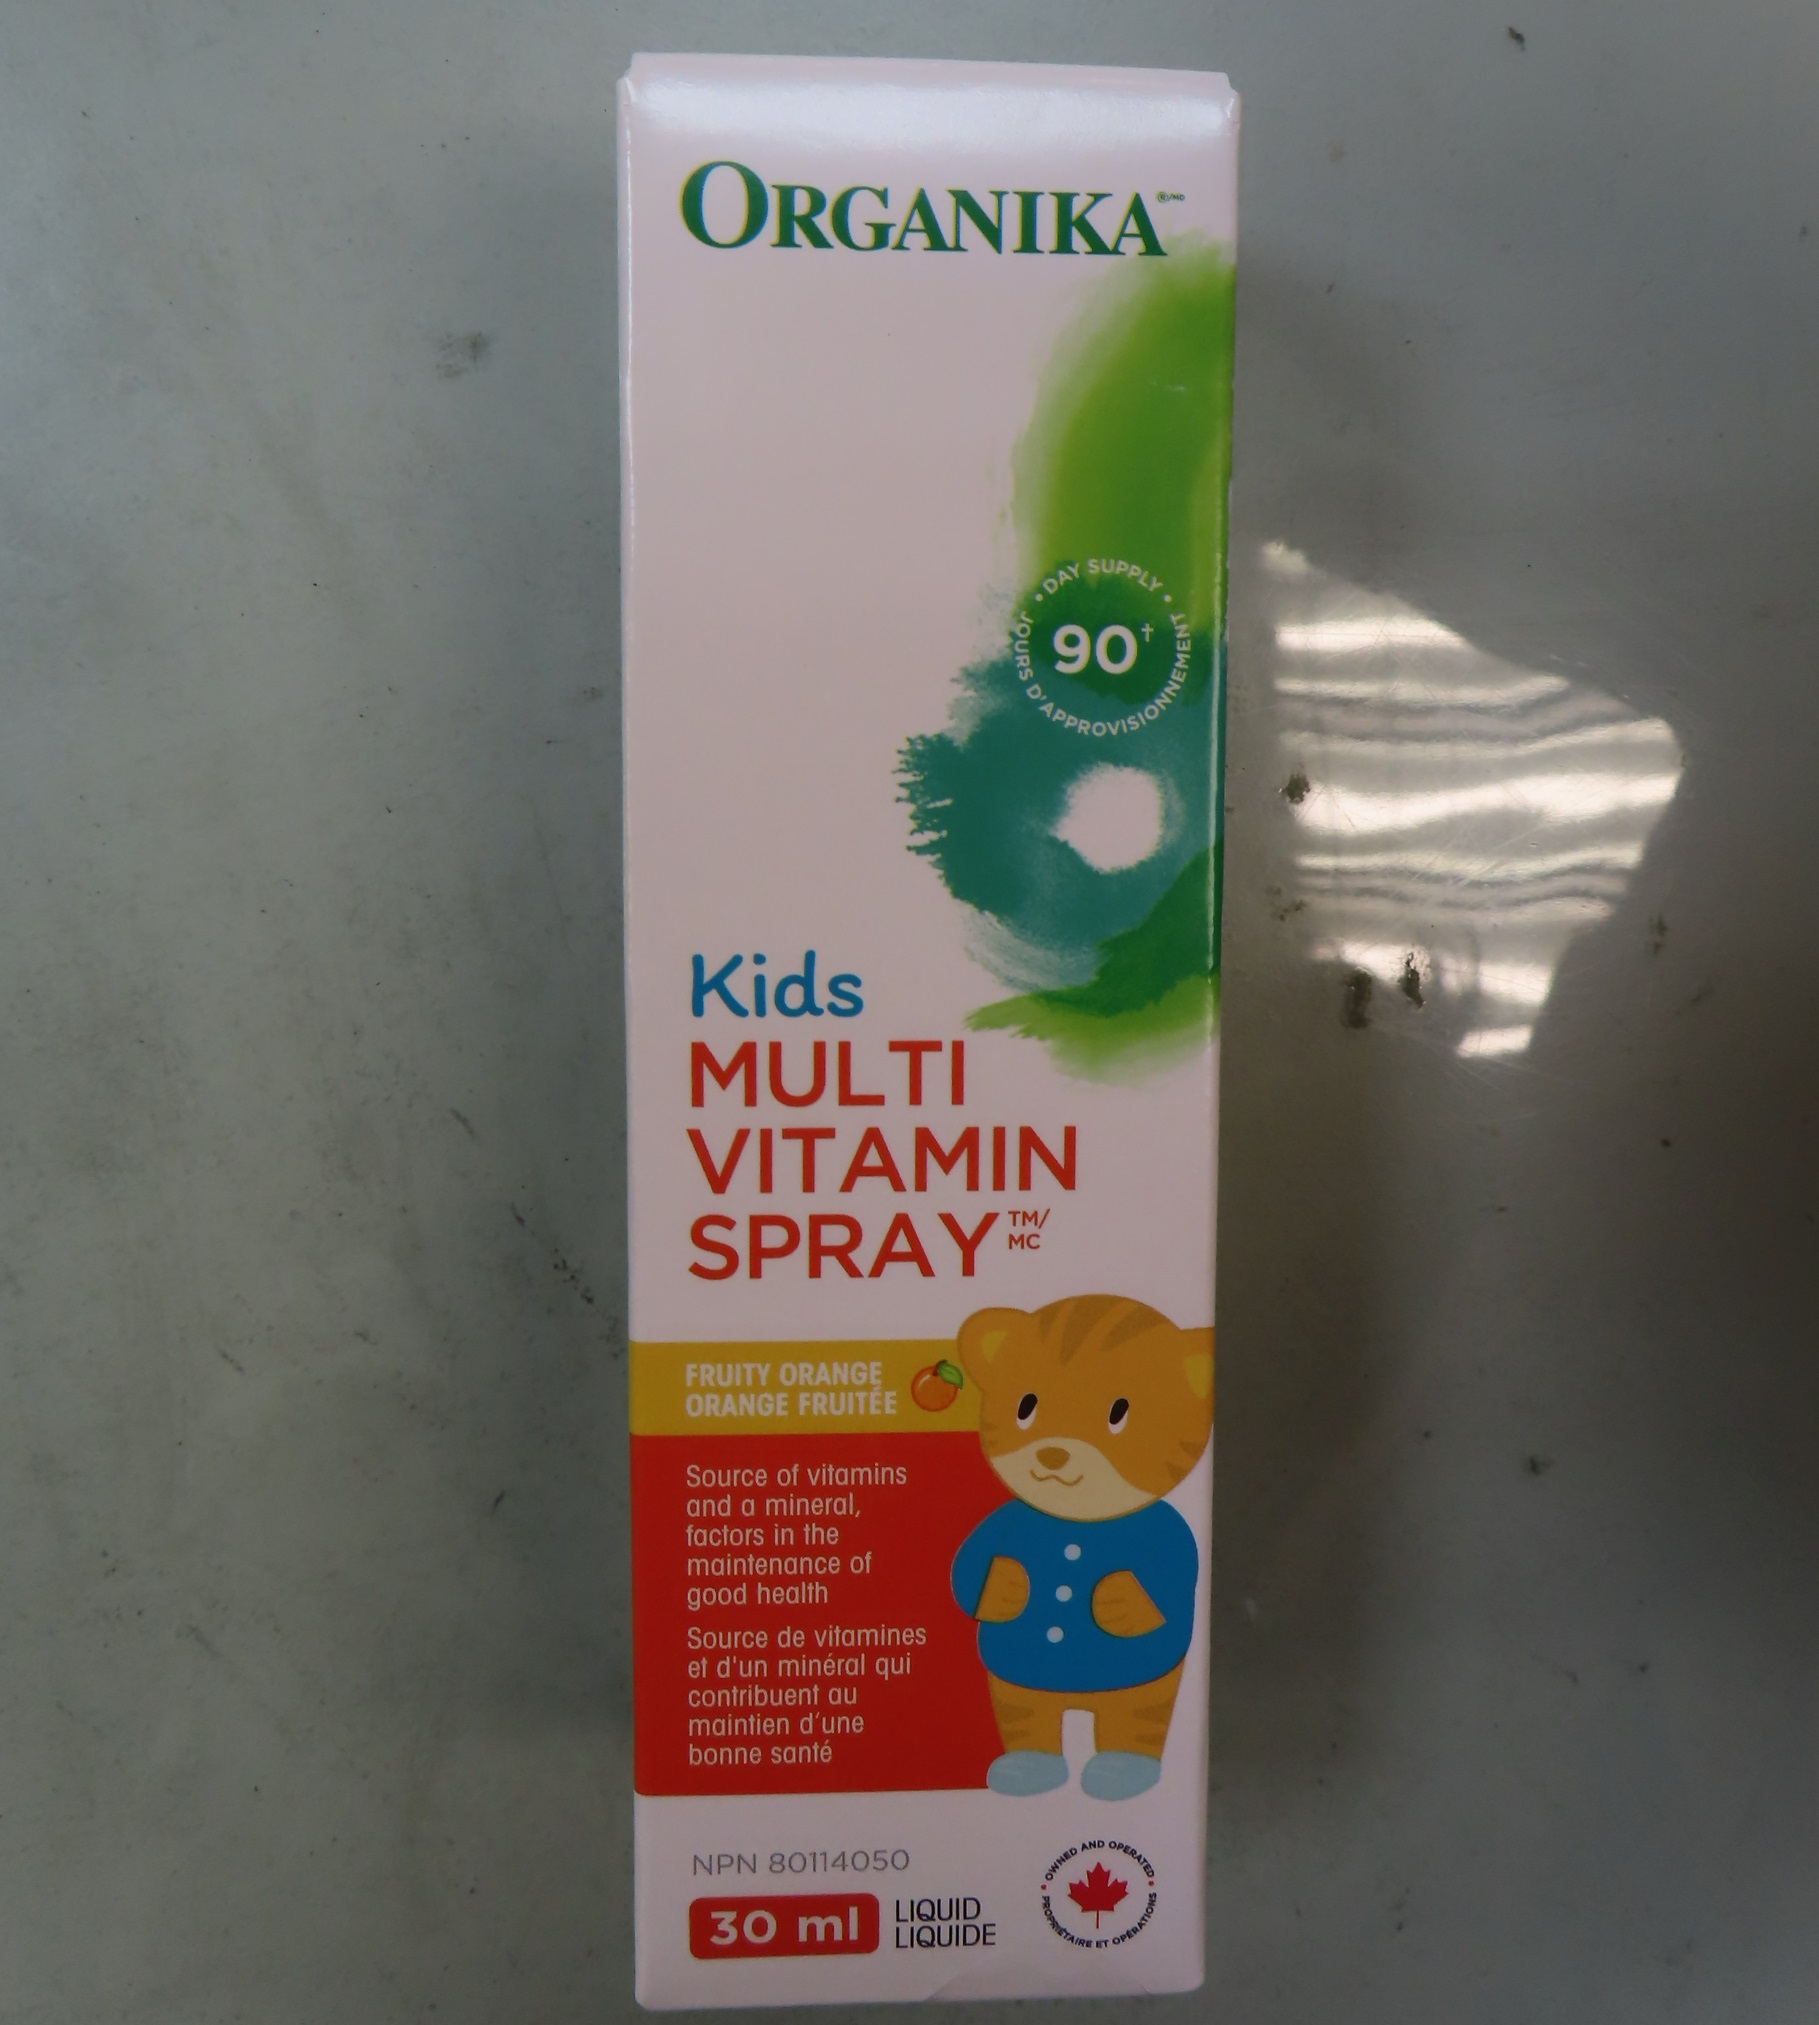 ORGANIKA®/MD
• DAY SUPPLY •
90†
JOURS D'APPROVISIONNEMENT
Kids
MULTI
VITAMIN
SPRAY™/MC
FRUITY ORANGE
ORANGE FRUITÉE
Source of vitamins
and a mineral,
factors in the
maintenance of
good health
Source de vitamines
et d'un minéral qui
contribuent au
maintien d'une
bonne santé
NPN 80114050
30 ml
LIQUID
LIQUIDE
• OWNED AND OPERATED •
PROPRIÉTAIRE ET OPÉRATIONS